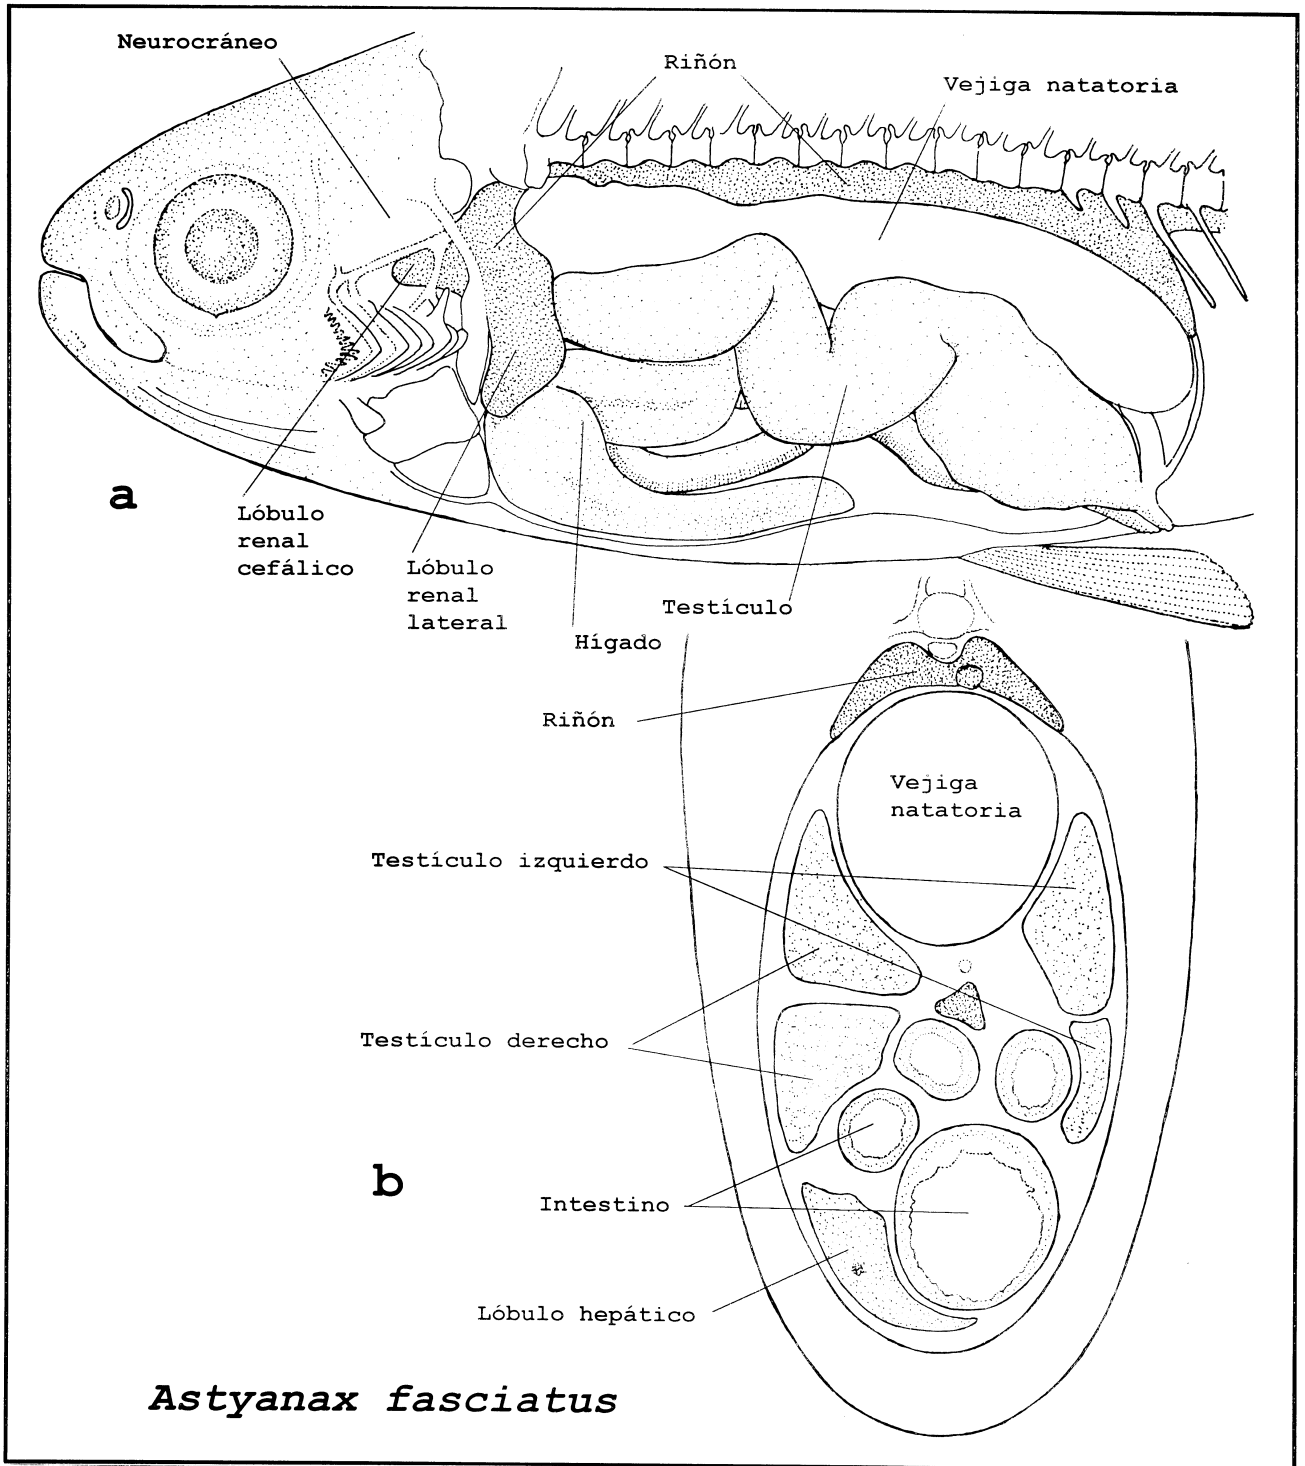 Neurocráneo
Riñón
Vejiga natatoria
a
Lóbulo
renal
cefálico
Lóbulo
renal
lateral
Hígado
Testículo
Riñón
Vejiga
natatoria
Testículo izquierdo
Testículo derecho
b
Intestino
Lóbulo hepático
Astyanax fasciatus